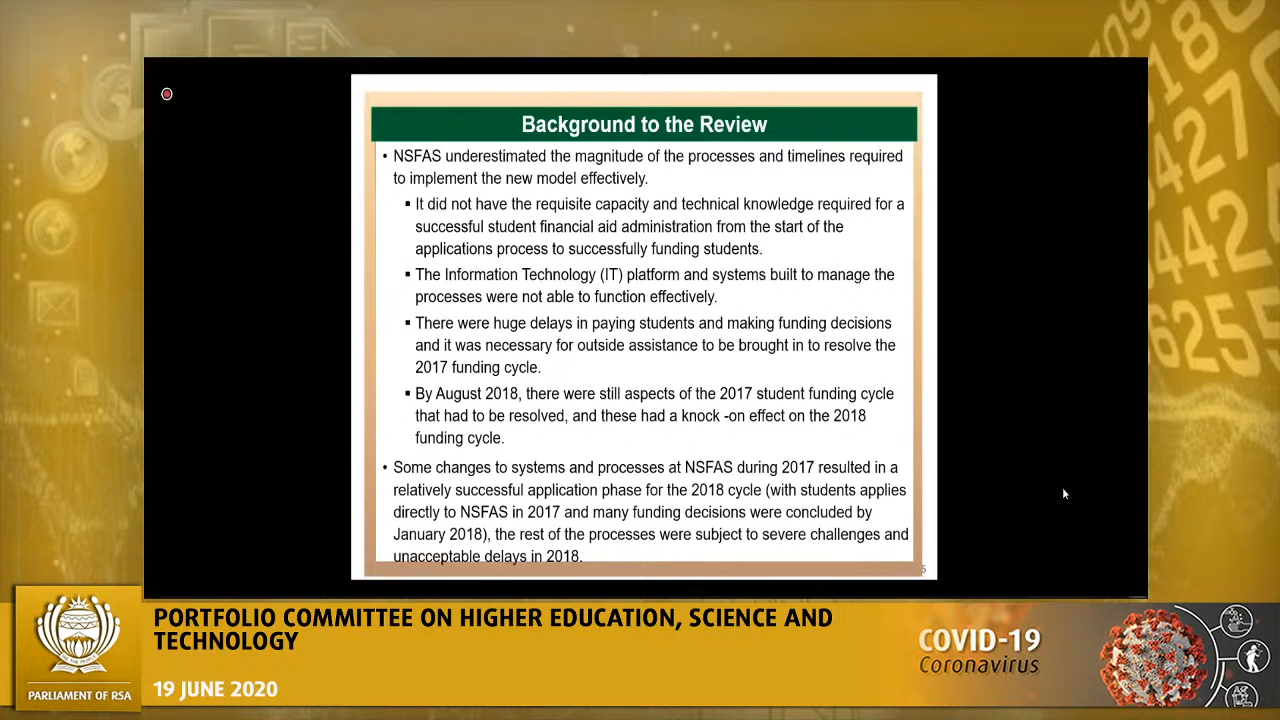 Background to the Review
• NSFAS underestimated the magnitude of the processes and timelines required
to implement the new model effectively.
▪ It did not have the requisite capacity and technical knowledge required for a
successful student financial aid administration from the start of the
applications process to successfully funding students.
▪ The Information Technology (IT) platform and systems built to manage the
processes were not able to function effectively.
▪ There were huge delays in paying students and making funding decisions
and it was necessary for outside assistance to be brought in to resolve the
2017 funding cycle.
▪ By August 2018, there were still aspects of the 2017 student funding cycle
that had to be resolved, and these had a knock -on effect on the 2018
funding cycle.
• Some changes to systems and processes at NSFAS during 2017 resulted in a
relatively successful application phase for the 2018 cycle (with students applies
directly to NSFAS in 2017 and many funding decisions were concluded by
January 2018), the rest of the processes were subject to severe challenges and
unacceptable delays in 2018.
5
PORTFOLIO COMMITTEE ON HIGHER EDUCATION, SCIENCE AND
TECHNOLOGY
19 JUNE 2020
PARLIAMENT OF RSA
COVID-19
Coronavirus